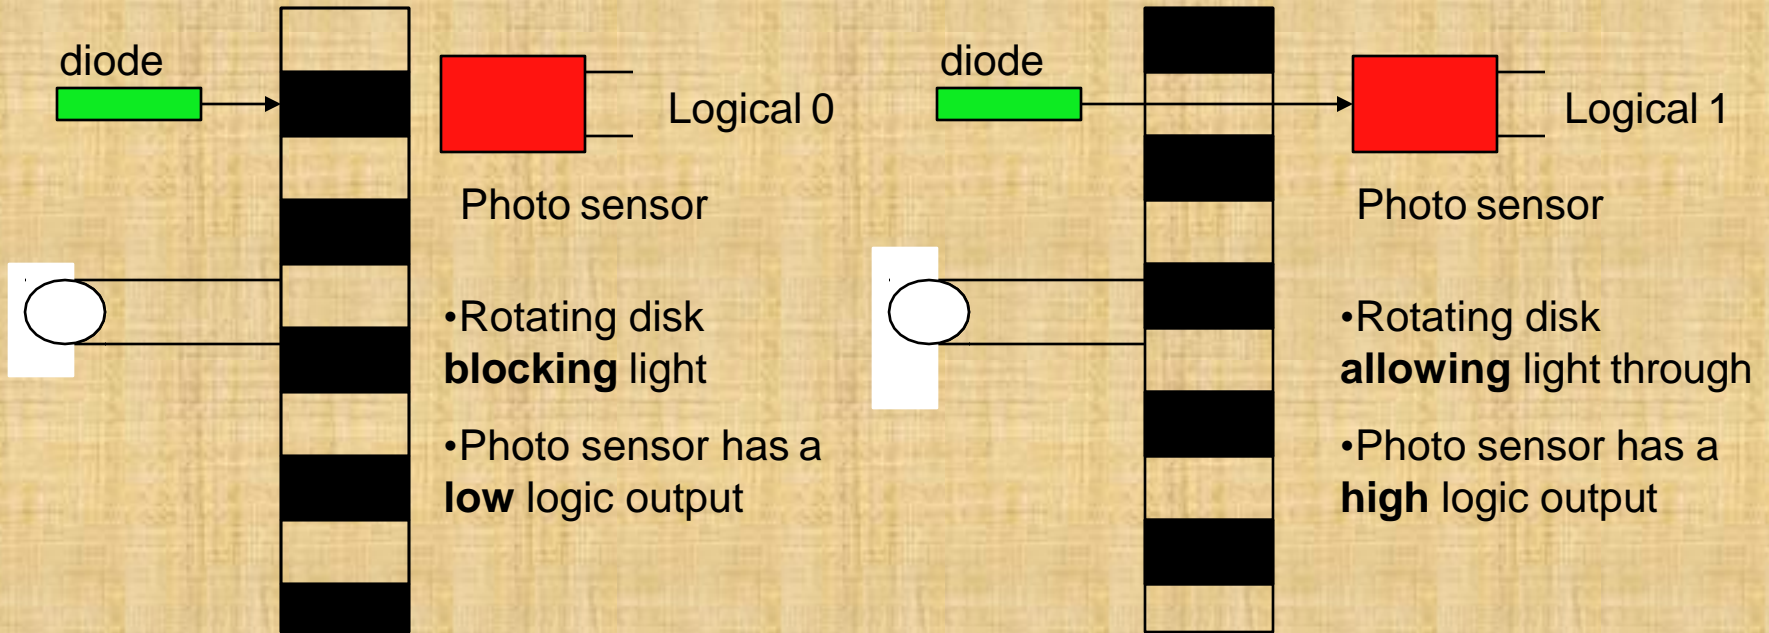 diode
Logical 0
Photo sensor
•Rotating disk
blocking light
•Photo sensor has a
low logic output
diode
Logical 1
Photo sensor
•Rotating disk
allowing light through
•Photo sensor has a
high logic output